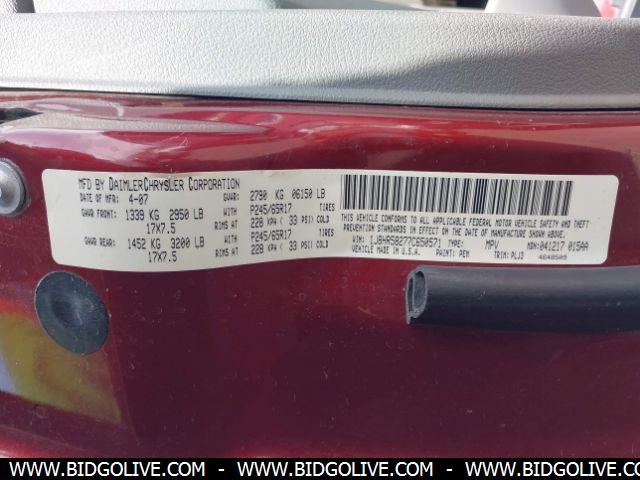 MFD BY DAIMLERCHRYSLER CORPORATION
DATE OF MFR: 4-07 GVWR: 2790 KG 06150 LB
GAWR FRONT: 1339 KG 2950 LB WITH P245/65R17 TIRES
17X7.5 RIMS AT 228 KPA ( 33 PSI) COLD
GAWR REAR: 1452 KG 3200 LB WITH P245/65R17 TIRES
17X7.5 RIMS AT 228 KPA ( 33 PSI) COLD
THIS VEHICLE CONFORMS TO ALL APPLICABLE FEDERAL MOTOR VEHICLE SAFETY, BUMPER, AND THEFT
PREVENTION STANDARDS IN EFFECT ON THE DATE OF MANUFACTURE SHOWN ABOVE.
VIN: 1J8HR58277C650571 TYPE: MPV MDH: 041217 015AA
VEHICLE MADE IN U.S.A. PAINT: PEM TRIM: PLJ3 4648509
WWW.BIDGOLIVE.COM - WWW.BIDGOLIVE.COM - WWW.BIDGOLIVE.COM